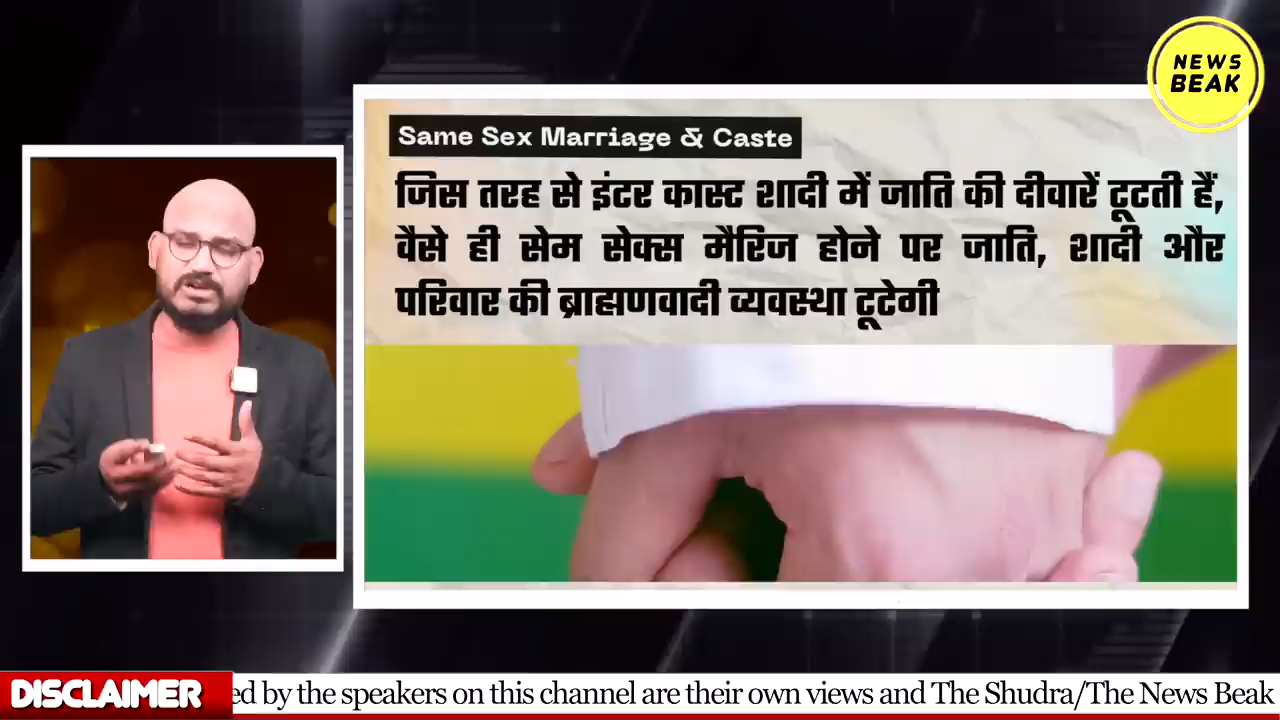 NEWS
BEAK
Same Sex Marriage & Caste
जिस तरह से इंटर कास्ट शादी में जाति की दीवारें टूटती हैं,
वैसे ही सेम सेक्स मैरिज होने पर जाति, शादी और
परिवार की ब्राह्मणवादी व्यवस्था टूटेगी
DISCLAIMER
by the speakers on this channel are their own views and The Shudra/The News Beak